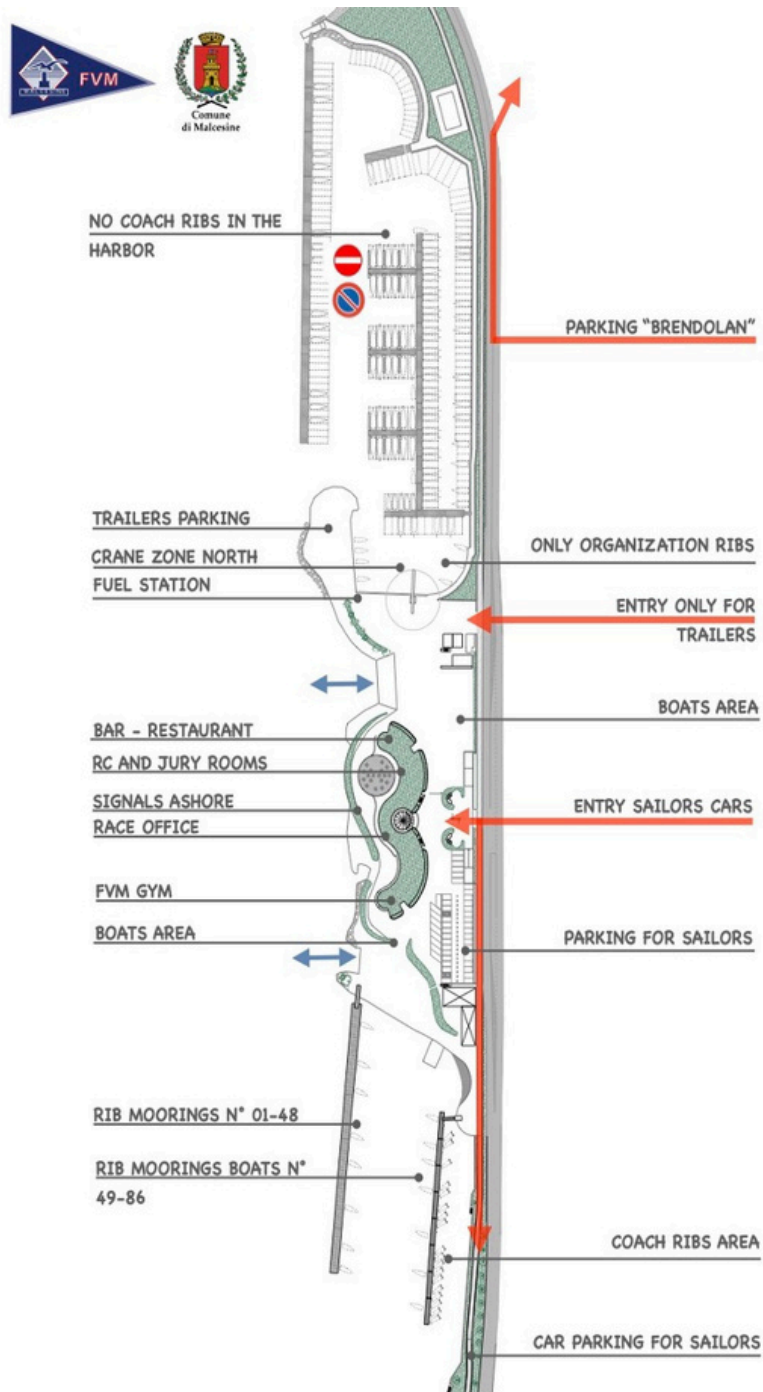 FVM
Comune
di Malcesine
NO COACH RIBS IN THE
HARBOR
PARKING "BRENDOLAN"
TRAILERS PARKING
CRANE ZONE NORTH
FUEL STATION
ONLY ORGANIZATION RIBS
ENTRY ONLY FOR
TRAILERS
BOATS AREA
BAR - RESTAURANT
RC AND JURY ROOMS
SIGNALS ASHORE
RACE OFFICE
ENTRY SAILORS CARS
FVM GYM
BOATS AREA
PARKING FOR SAILORS
RIB MOORINGS N° 01-48
RIB MOORINGS BOATS N°
49-86
COACH RIBS AREA
CAR PARKING FOR SAILORS